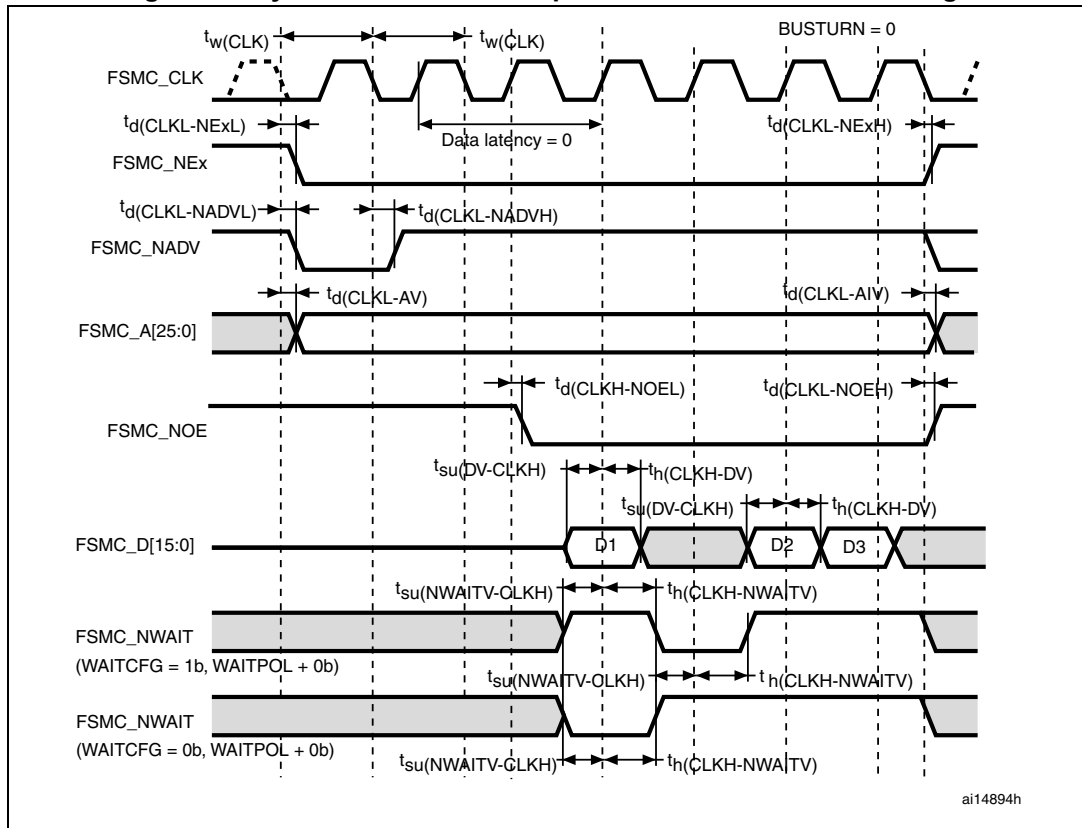 BUSTURN = 0
tw(CLK) tw(CLK)
FSMC_CLK
td(CLKL-NExL) Data latency = 0 td(CLKL-NExH)
FSMC_NEx
td(CLKL-NADVL) td(CLKL-NADVH)
FSMC_NADV
td(CLKL-AV) td(CLKL-AIV)
FSMC_A[25:0]
td(CLKH-NOEL) td(CLKL-NOEH)
FSMC_NOE
tsu(DV-CLKH) th(CLKH-DV)
tsu(DV-CLKH) th(CLKH-DV)
FSMC_D[15:0] D1 D2 D3
tsu(NWAITV-CLKH) th(CLKH-NWAITV)
FSMC_NWAIT
(WAITCFG = 1b, WAITPOL + 0b)
tsu(NWAITV-CLKH) th(CLKH-NWAITV)
FSMC_NWAIT
(WAITCFG = 0b, WAITPOL + 0b)
tsu(NWAITV-CLKH) th(CLKH-NWAITV)
ai14894h